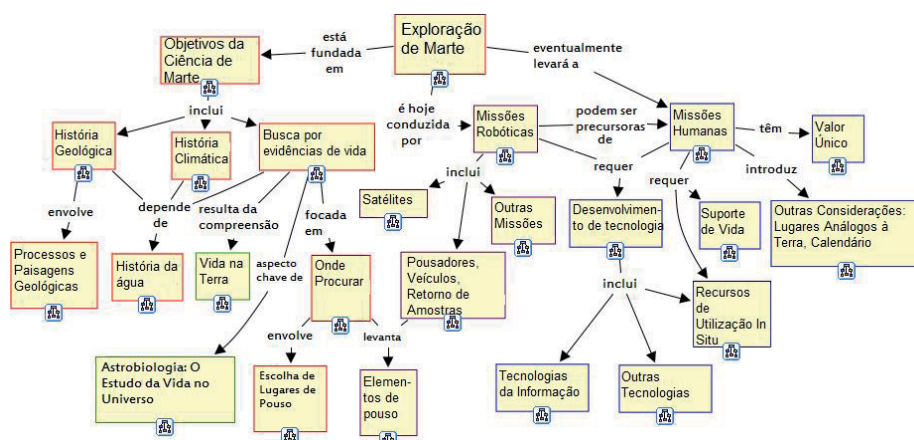 Exploração
de Marte
está
fundada
em
Objetivos da
Ciência de
Marte
eventualmente
levará a
é hoje
conduzida
por
inclui
História
Geológica
História
Climática
Busca por
evidências de vida
Missões
Robóticas
podem ser
precursoras
de
Missões
Humanas
têm
Valor
Único
envolve
depende
de
resulta da
compreensão
focada
em
aspecto
chave de
inclui
requer
requer
introduz
Satélites
Outras
Missões
Desenvolvimen-
to de tecnologia
Suporte
de Vida
Outras Considerações:
Lugares Análogos à
Terra, Calendário
Processos e
Paisagens
Geológicas
História da
água
Vida na
Terra
Onde
Procurar
Pousadores,
Veículos,
Retorno de
Amostras
inclui
Recursos
de
Utilização In
Situ
envolve
levanta
Astrobiologia: O
Estudo da Vida no
Universo
Escolha de
Lugares de
Pouso
Elemen-
tos de
pouso
Tecnologias
da Informação
Outras
Tecnologias